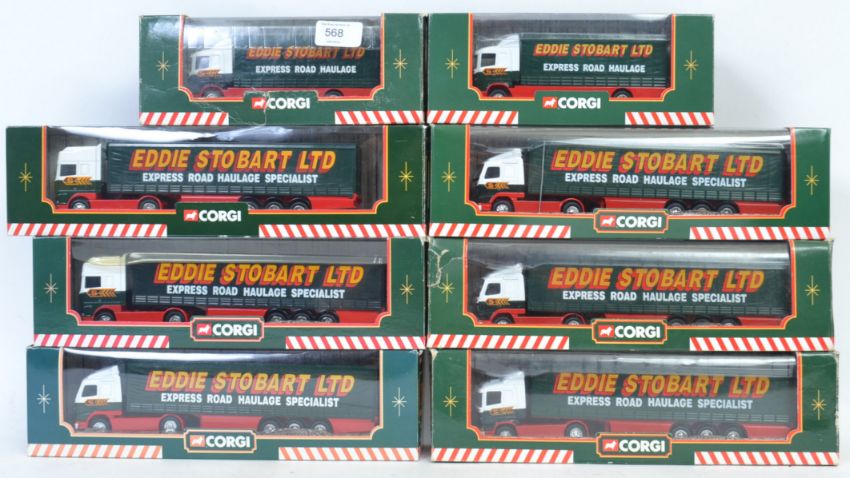 568
EDDIE STOBART LTD
EXPRESS ROAD HAULAGE
CORGI
EDDIE STOBART LTD
EXPRESS ROAD HAULAGE
CORGI
EDDIE STOBART LTD
EXPRESS ROAD HAULAGE SPECIALIST
CORGI
EDDIE STOBART LTD
EXPRESS ROAD HAULAGE SPECIALIST
CORGI
EDDIE STOBART LTD
EXPRESS ROAD HAULAGE SPECIALIST
CORGI
EDDIE STOBART LTD
EXPRESS ROAD HAULAGE SPECIALIST
CORGI
EDDIE STOBART LTD
EXPRESS ROAD HAULAGE SPECIALIST
CORGI
EDDIE STOBART LTD
EXPRESS ROAD HAULAGE SPECIALIST
CORGI